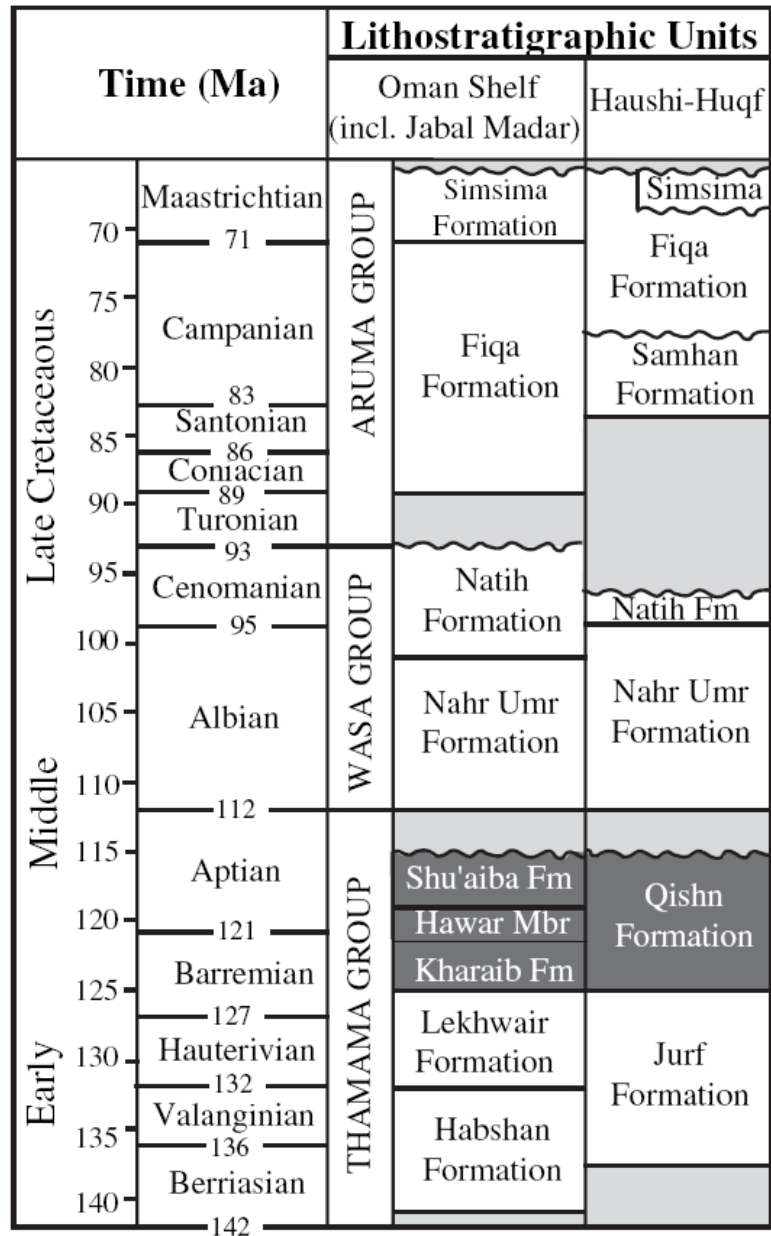 Time (Ma)
Lithostratigraphic Units
Oman Shelf
(incl. Jabal Madar)
Haushi-Huqf
Late Cretaceaous
Middle
Early
70
75
80
85
90
95
100
105
110
115
120
125
130
135
140
Maastrichtian
71
Campanian
83
Santonian
86
Coniacian
89
Turonian
93
Cenomanian
95
Albian
112
Aptian
121
Barremian
127
Hauterivian
132
Valanginian
136
Berriasian
142
ARUMA GROUP
WASA GROUP
THAMAMA GROUP
Simsima
Formation
Fiqa
Formation
Natih
Formation
Nahr Umr
Formation
Shu'aiba Fm
Hawar Mbr
Kharaib Fm
Lekhwair
Formation
Habshan
Formation
Simsima
Fiqa
Formation
Samhan
Formation
Natih Fm
Nahr Umr
Formation
Qishn
Formation
Jurf
Formation